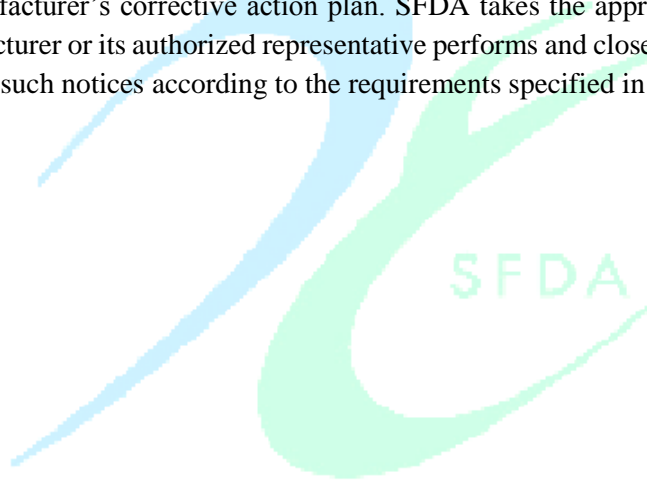 facturer's corrective action plan. SFDA takes the appr
cturer or its authorized representative performs and close
such notices according to the requirements specified in
SFDA